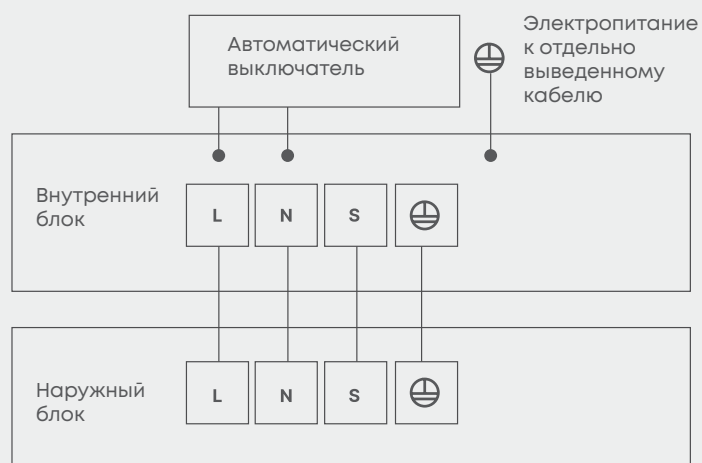 Автоматический
выключатель
Электропитание
к отдельно
выведенному
кабелю
Внутренний
блок
L N S
Наружный
блок
L N S